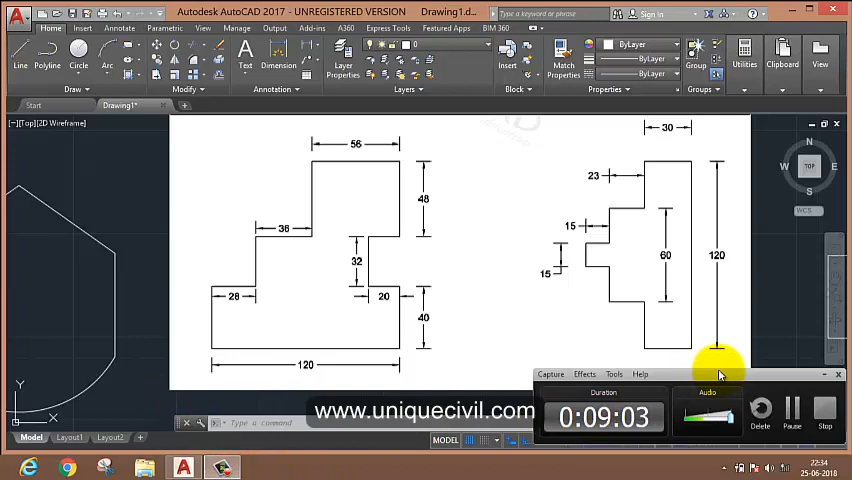 Autodesk AutoCAD 2017 - UNREGISTERED VERSION Drawing1.d...
Type a keyword or phrase
Sign In
Home Insert Annotate Parametric View Manage Output Add-ins A360 Express Tools Featured Apps BIM 360
Line Polyline Circle Arc
Text Dimension
Layer Properties
0
Insert
Match Properties
ByLayer
ByLayer
ByLayer
Group
Utilities Clipboard View
Draw Modify Annotation Layers Block Properties Groups
Start Drawing1*
[−][Top][2D Wireframe]
N
W TOP E
S
WCS
56
48
36
32
28
20
40
120
30
23
15
15
60
120
Y
X
Capture Effects Tools Help
Duration Audio
0:09:03
Delete Pause Stop
www.uniquecivil.com
Type a command
Model Layout1 Layout2
MODEL
22:34
25-06-2018